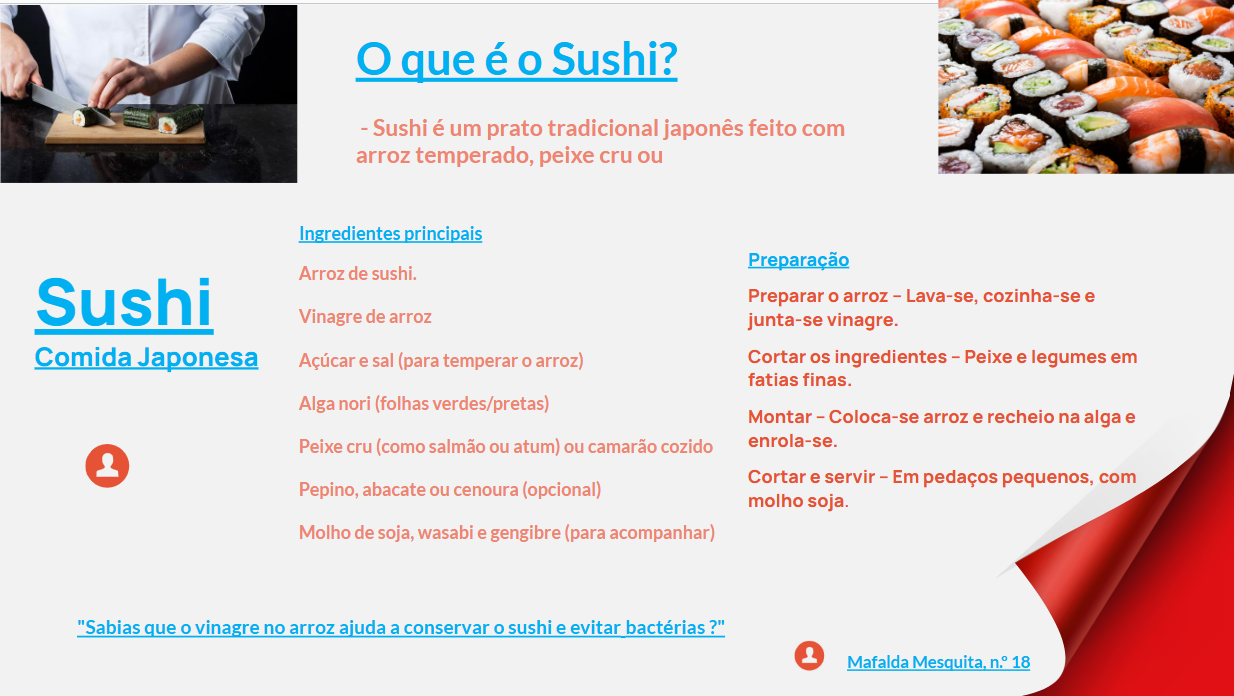 O que é o Sushi?
- Sushi é um prato tradicional japonês feito com
arroz temperado, peixe cru ou
Sushi
Comida Japonesa
Ingredientes principais
Arroz de sushi.
Vinagre de arroz
Açúcar e sal (para temperar o arroz)
Alga nori (folhas verdes/pretas)
Peixe cru (como salmão ou atum) ou camarão cozido
Pepino, abacate ou cenoura (opcional)
Molho de soja, wasabi e gengibre (para acompanhar)
Preparação
Preparar o arroz – Lava-se, cozinha-se e
junta-se vinagre.
Cortar os ingredientes – Peixe e legumes em
fatias finas.
Montar – Coloca-se arroz e recheio na alga e
enrola-se.
Cortar e servir – Em pedaços pequenos, com
molho soja.
"Sabias que o vinagre no arroz ajuda a conservar o sushi e evitar bactérias ?"
Mafalda Mesquita, n.º 18